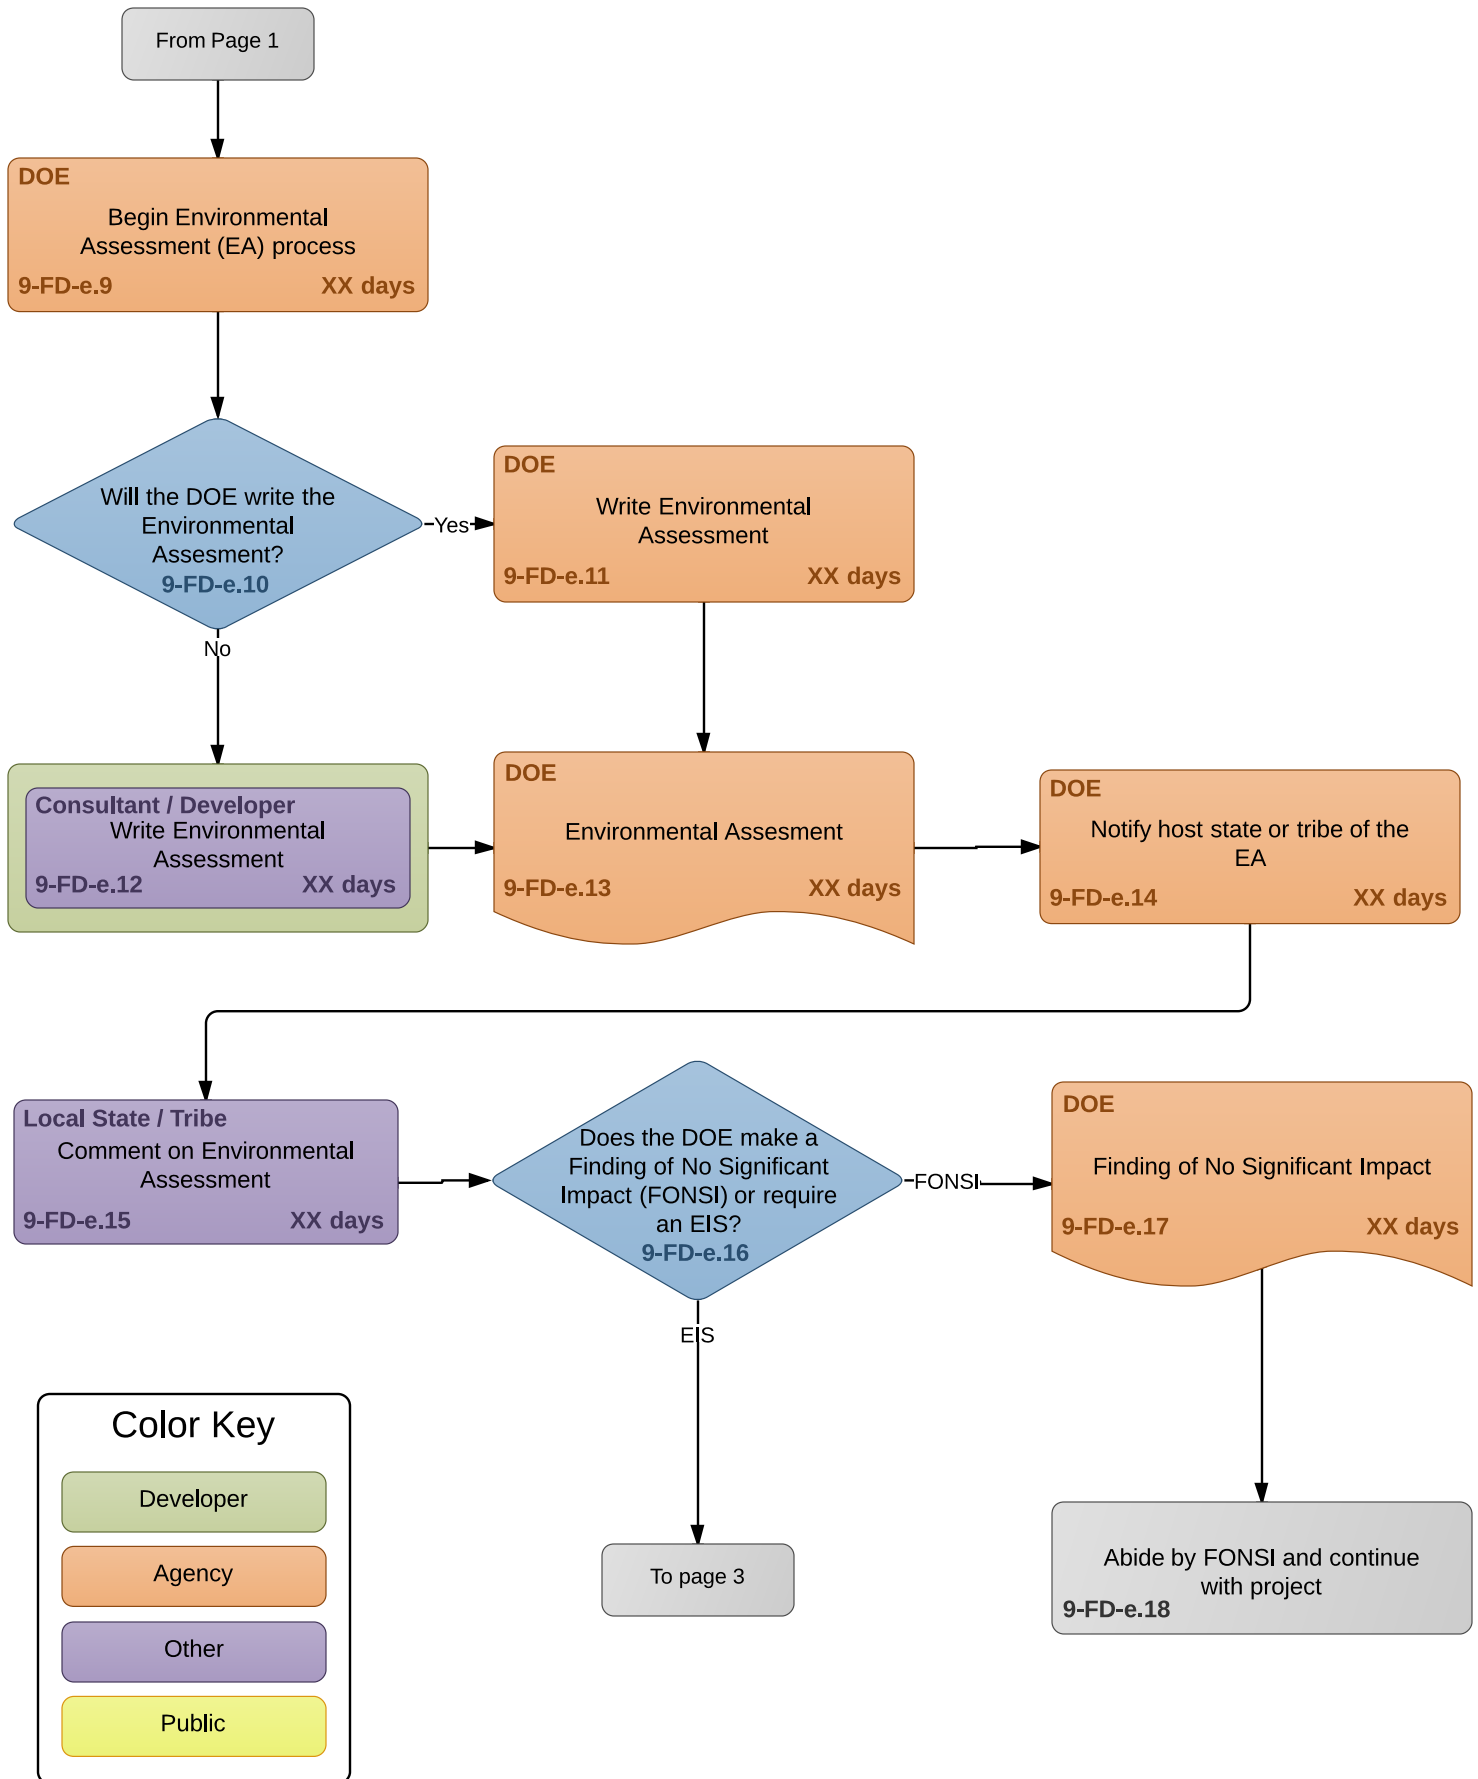 From Page 1
DOE
Begin Environmental
Assessment (EA) process
9-FD-e.9 XX days
Will the DOE write the
Environmental
Assesment?
9-FD-e.10
Yes
No
DOE
Write Environmental
Assessment
9-FD-e.11 XX days
Consultant / Developer
Write Environmental
Assessment
9-FD-e.12 XX days
DOE
Environmental Assesment
9-FD-e.13 XX days
DOE
Notify host state or tribe of the
EA
9-FD-e.14 XX days
Local State / Tribe
Comment on Environmental
Assessment
9-FD-e.15 XX days
Does the DOE make a
Finding of No Significant
Impact (FONSI) or require
an EIS?
9-FD-e.16
FONSI
EIS
DOE
Finding of No Significant Impact
9-FD-e.17 XX days
To page 3
Abide by FONSI and continue
with project
9-FD-e.18
Color Key
Developer
Agency
Other
Public